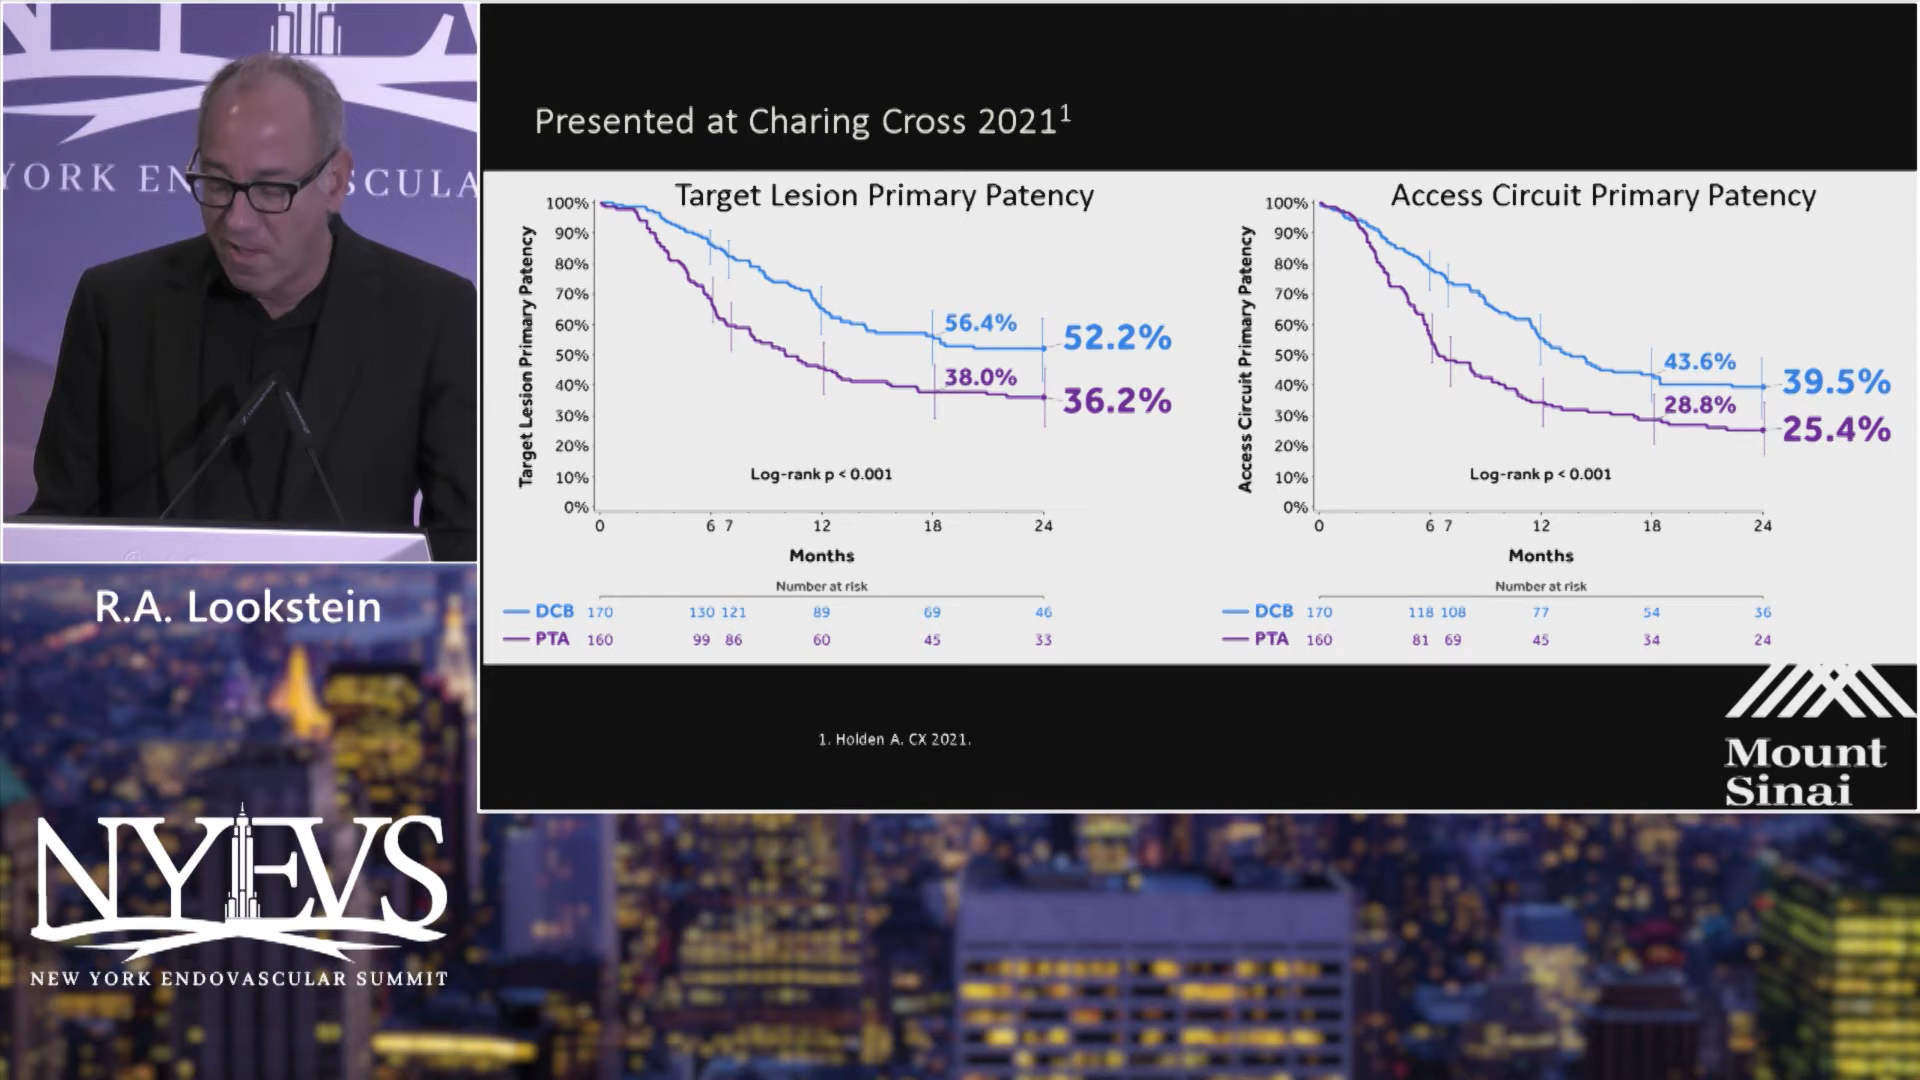 YORK EN
SCULA
R.A. Lookstein
NYEVS
NEW YORK ENDOVASCULAR SUMMIT
Presented at Charing Cross 2021¹
Target Lesion Primary Patency
Target Lesion Primary Patency
100%
90%
80%
70%
60%
50%
40%
30%
20%
10%
0%
56.4%
52.2%
38.0%
36.2%
Log-rank p < 0.001
0 6 7 12 18 24
Months
Number at risk
DCB 170 130 121 89 69 46
PTA 160 99 86 60 45 33
Access Circuit Primary Patency
Access Circuit Primary Patency
100%
90%
80%
70%
60%
50%
40%
30%
20%
10%
0%
43.6%
39.5%
28.8%
25.4%
Log-rank p < 0.001
0 6 7 12 18 24
Months
Number at risk
DCB 170 118 108 77 54 36
PTA 160 81 69 45 34 24
1. Holden A. CX 2021.
Mount
Sinai